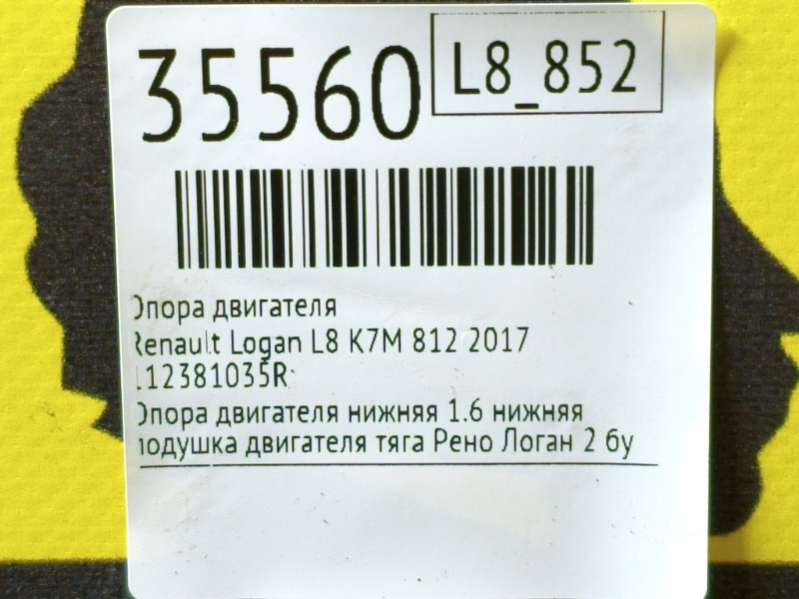 35560
L8_852
Опора двигателя
Renault Logan L8 K7M 812 2017
112381035R
Опора двигателя нижняя 1.6 нижняя
подушка двигателя тяга Рено Логан 2 бу